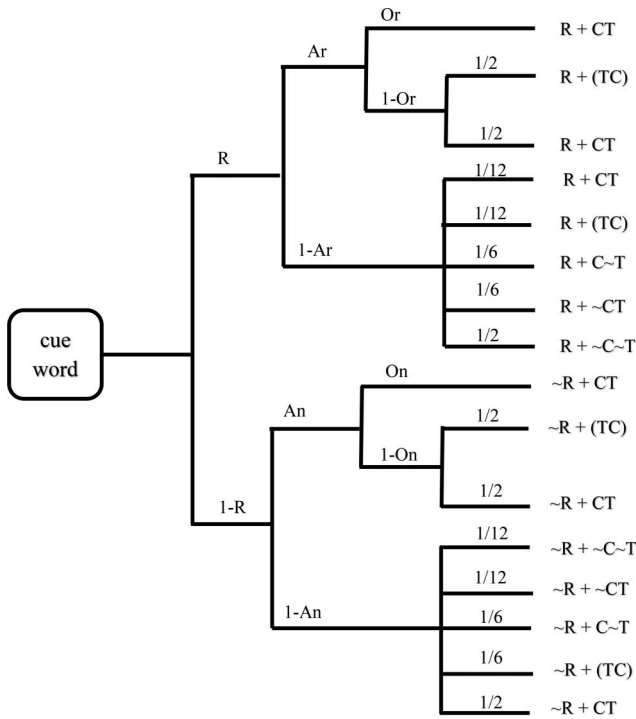 Or
R + CT
Ar
1/2
R + (TC)
1-Or
1/2
R + CT
R
1/12
R + CT
1/12
R + (TC)
1-Ar
1/6
R + C~T
1/6
R + ~CT
1/2
R + ~C~T
cue
word
On
~R + CT
An
1/2
~R + (TC)
1-On
1/2
~R + CT
1-R
1/12
~R + ~C~T
1/12
~R + ~CT
1-An
1/6
~R + C~T
1/6
~R + (TC)
1/2
~R + CT